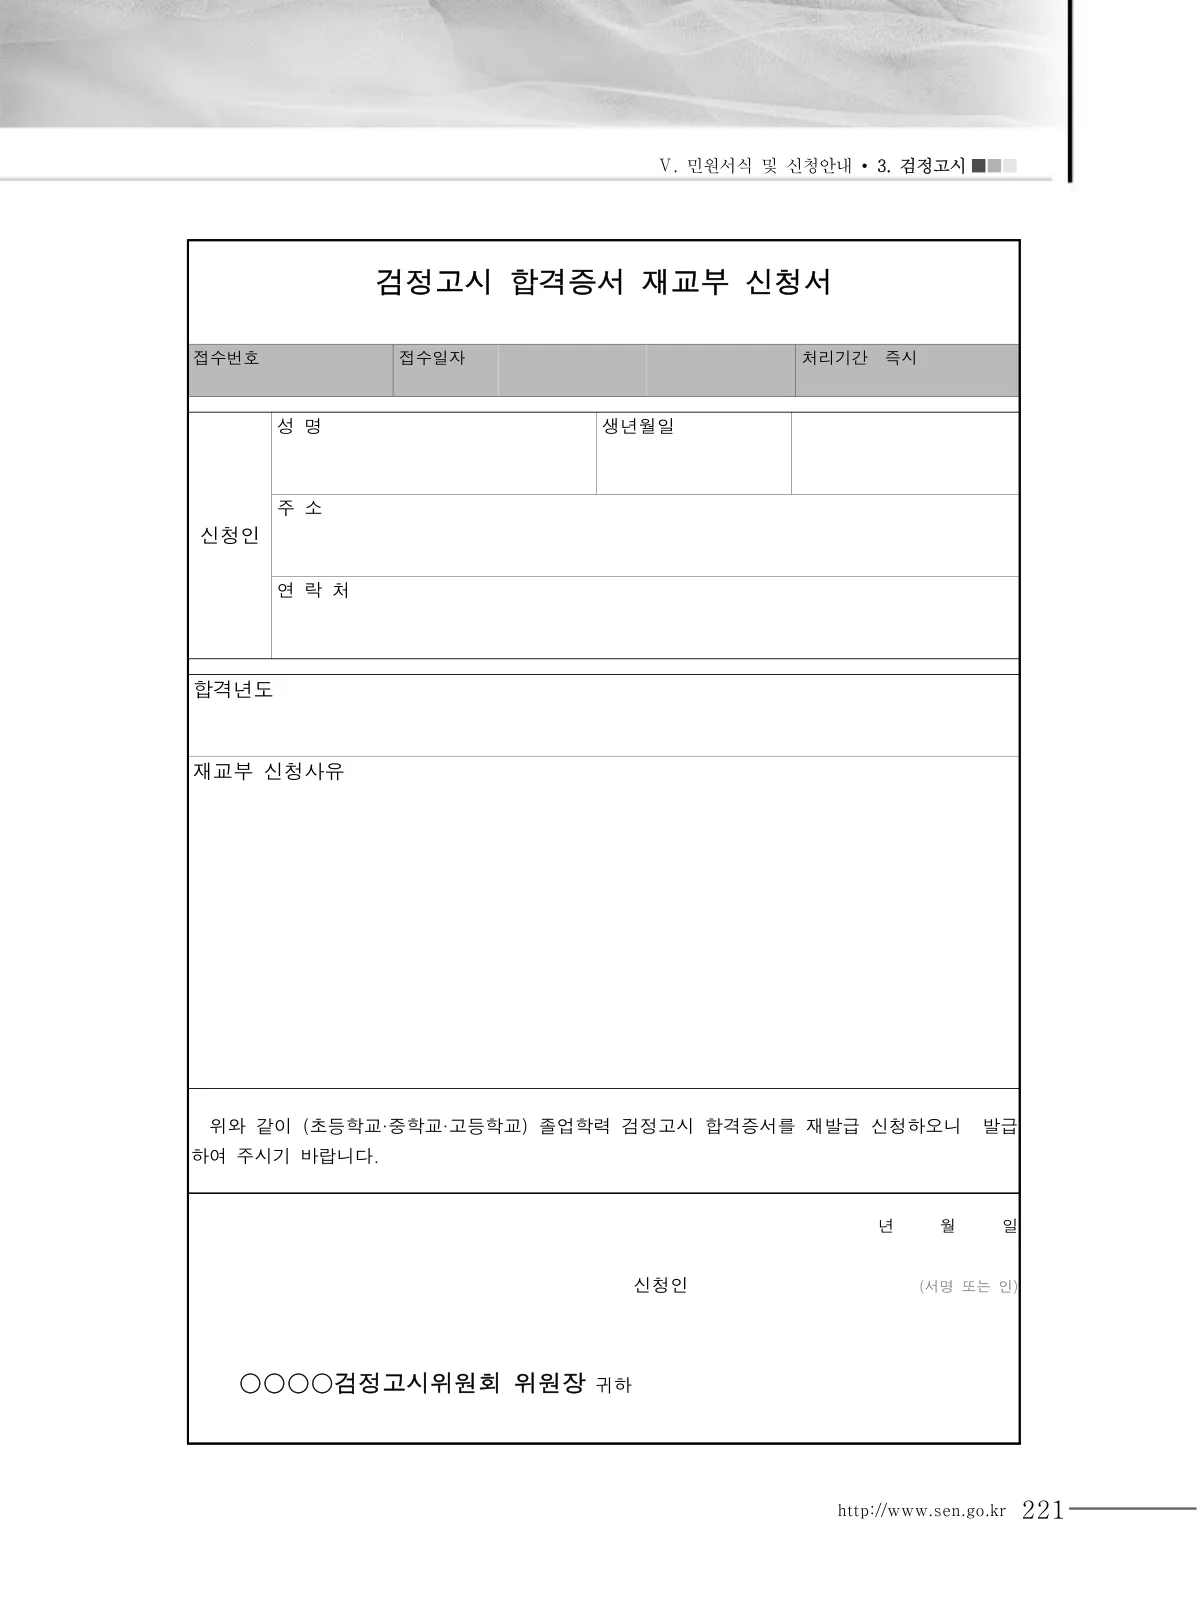 Ⅴ. 민원서식 및 신청안내 • 3. 검정고시
검정고시 합격증서 재교부 신청서
접수번호 접수일자 처리기간 즉시
성 명 생년월일
주 소
신청인
연 락 처
합격년도
재교부 신청사유
위와 같이 (초등학교·중학교·고등학교) 졸업학력 검정고시 합격증서를 재발급 신청하오니 발급
하여 주시기 바랍니다.
년 월 일
신청인 (서명 또는 인)
○○○○검정고시위원회 위원장 귀하
http://www.sen.go.kr 221